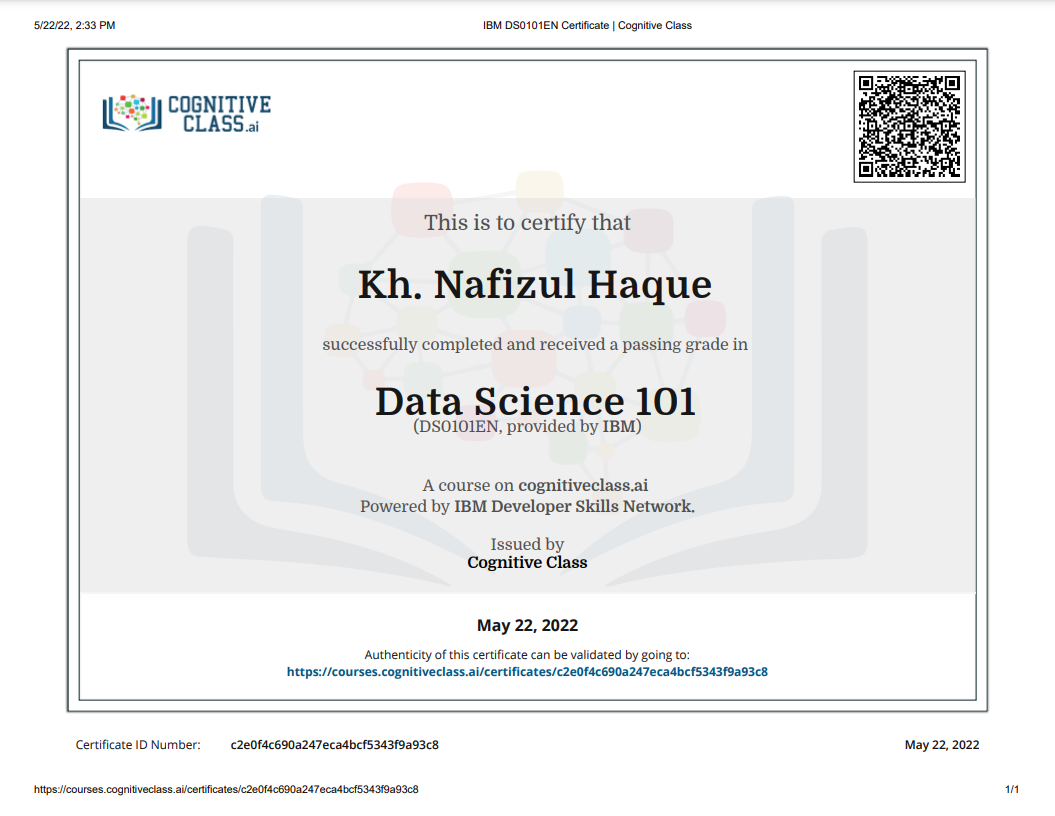 5/22/22, 2:33 PM
IBM DS0101EN Certificate | Cognitive Class
COGNITIVE
CLASS.ai
This is to certify that
Kh. Nafizul Haque
successfully completed and received a passing grade in
Data Science 101
(DS0101EN, provided by IBM)
A course on cognitiveclass.ai
Powered by IBM Developer Skills Network.
Issued by
Cognitive Class
May 22, 2022
Authenticity of this certificate can be validated by going to:
https://courses.cognitiveclass.ai/certificates/c2e0f4c690a247eca4bcf5343f9a93c8
Certificate ID Number: c2e0f4c690a247eca4bcf5343f9a93c8
May 22, 2022
https://courses.cognitiveclass.ai/certificates/c2e0f4c690a247eca4bcf5343f9a93c8
1/1